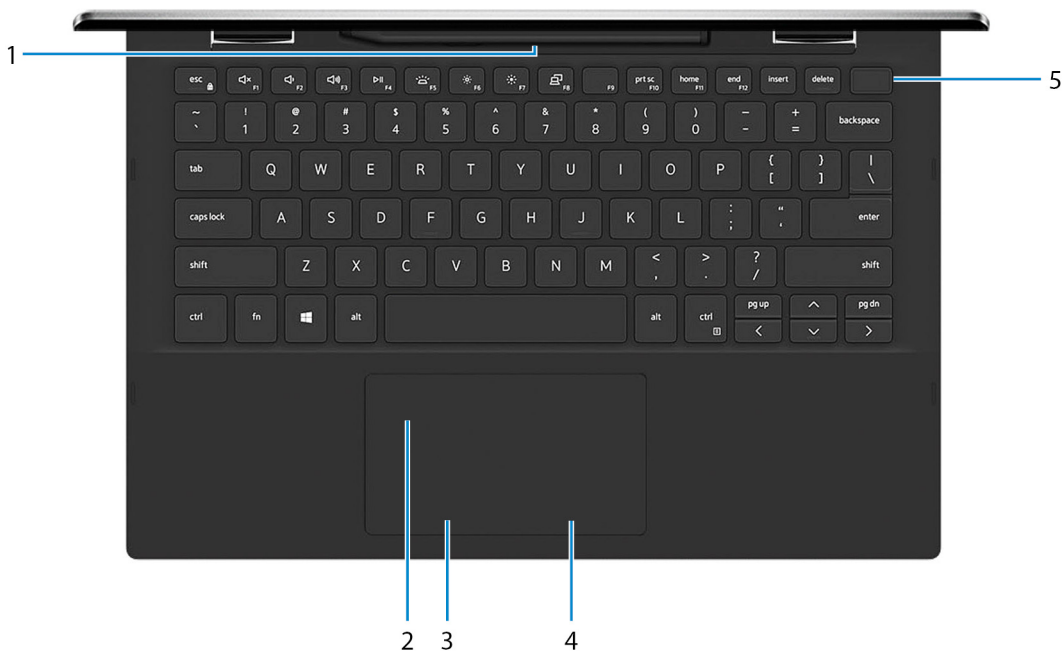 1
5
esc F1 F2 F3 F4 F5 F6 F7 F8 F9 prt sc F10 home F11 end F12 insert delete
~ ` ! 1 @ 2 # 3 $ 4 % 5 ^ 6 & 7 * 8 ( 9 ) 0 _ - + = backspace
tab Q W E R T Y U I O P { [ } ] | \
caps lock A S D F G H J K L : ; “ ‘ enter
shift Z X C V B N M < , > . ? / shift
ctrl fn alt alt ctrl pg up pg dn
2 3 4